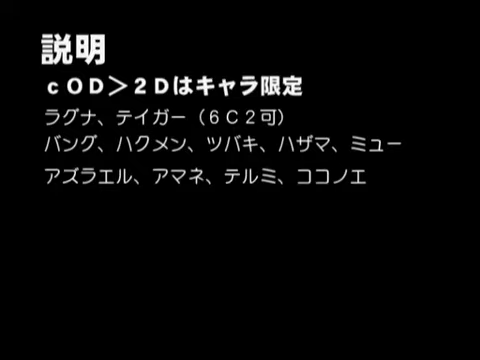 説明
ｃＯＤ＞２Ｄはキャラ限定
ラグナ、テイガー（６Ｃ２可）
バング、ハクメン、ツバキ、ハザマ、ミュー
アズラエル、アマネ、テルミ、ココノエ